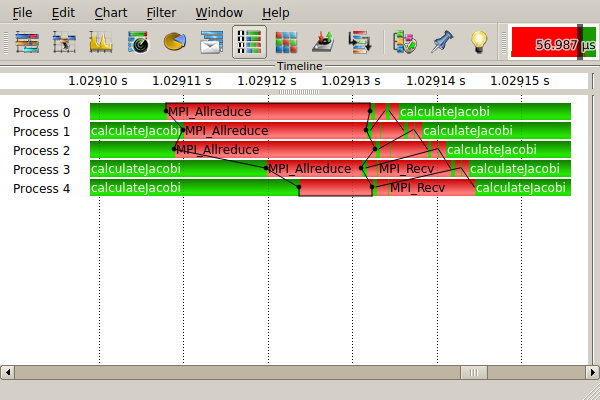 File Edit Chart Filter Window Help
56.987 µs
Timeline
1.02910 s 1.02911 s 1.02912 s 1.02913 s 1.02914 s 1.02915 s
Process 0 MPI_Allreduce calculateJacobi
Process 1 calculateJacobi MPI_Allreduce calculateJacobi
Process 2 MPI_Allreduce calculateJacobi
Process 3 calculateJacobi MPI_Allreduce MPI_Recv calculateJacobi
Process 4 calculateJacobi MPI_Recv calculateJacobi